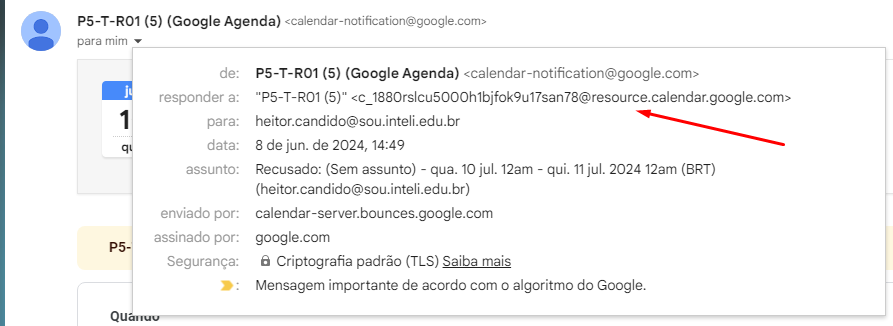 P5-T-R01 (5) (Google Agenda) <calendar-notification@google.com>
para mim
de: P5-T-R01 (5) (Google Agenda) <calendar-notification@google.com>
responder a: "P5-T-R01 (5)" <c_1880rslcu5000h1bjfok9u17san78@resource.calendar.google.com>
para: heitor.candido@sou.inteli.edu.br
data: 8 de jun. de 2024, 14:49
assunto: Recusado: (Sem assunto) - qua. 10 jul. 12am - qui. 11 jul. 2024 12am (BRT)
(heitor.candido@sou.inteli.edu.br)
enviado por: calendar-server.bounces.google.com
assinado por: google.com
Segurança: Criptografia padrão (TLS) Saiba mais
: Mensagem importante de acordo com o algoritmo do Google.
P5-
Quando